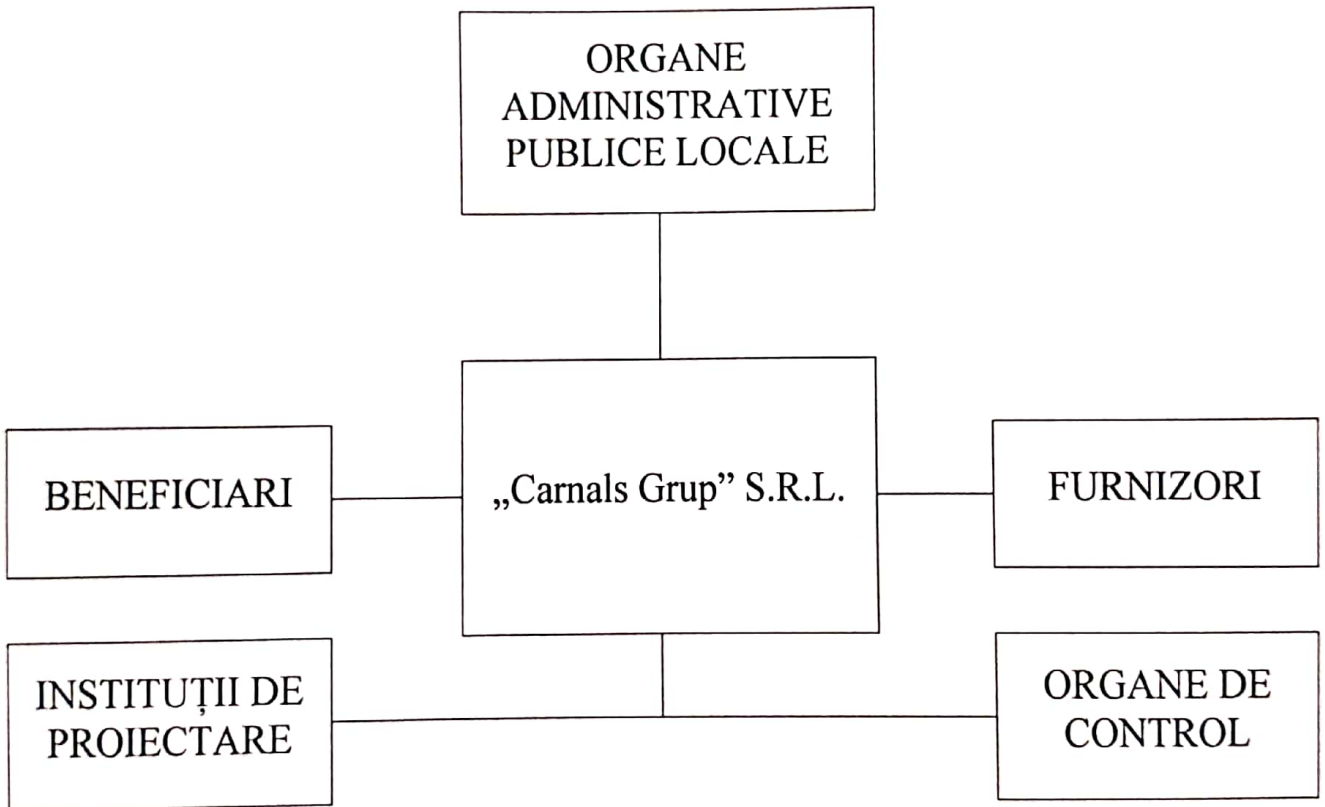 ORGANE
ADMINISTRATIVE
PUBLICE LOCALE
BENEFICIARI
„Carnals Grup” S.R.L.
FURNIZORI
INSTITUȚII DE
PROIECTARE
ORGANE DE
CONTROL